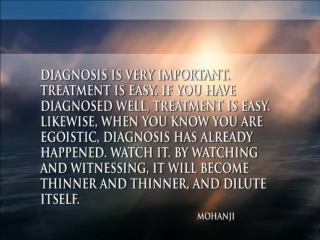 DIAGNOSIS IS VERY IMPORTANT.
TREATMENT IS EASY. IF YOU HAVE
DIAGNOSED WELL, TREATMENT IS EASY.
LIKEWISE, WHEN YOU KNOW YOU ARE
EGOISTIC, DIAGNOSIS HAS ALREADY
HAPPENED. WATCH IT. BY WATCHING
AND WITNESSING, IT WILL BECOME
THINNER AND THINNER, AND DILUTE
ITSELF.
MOHANJI